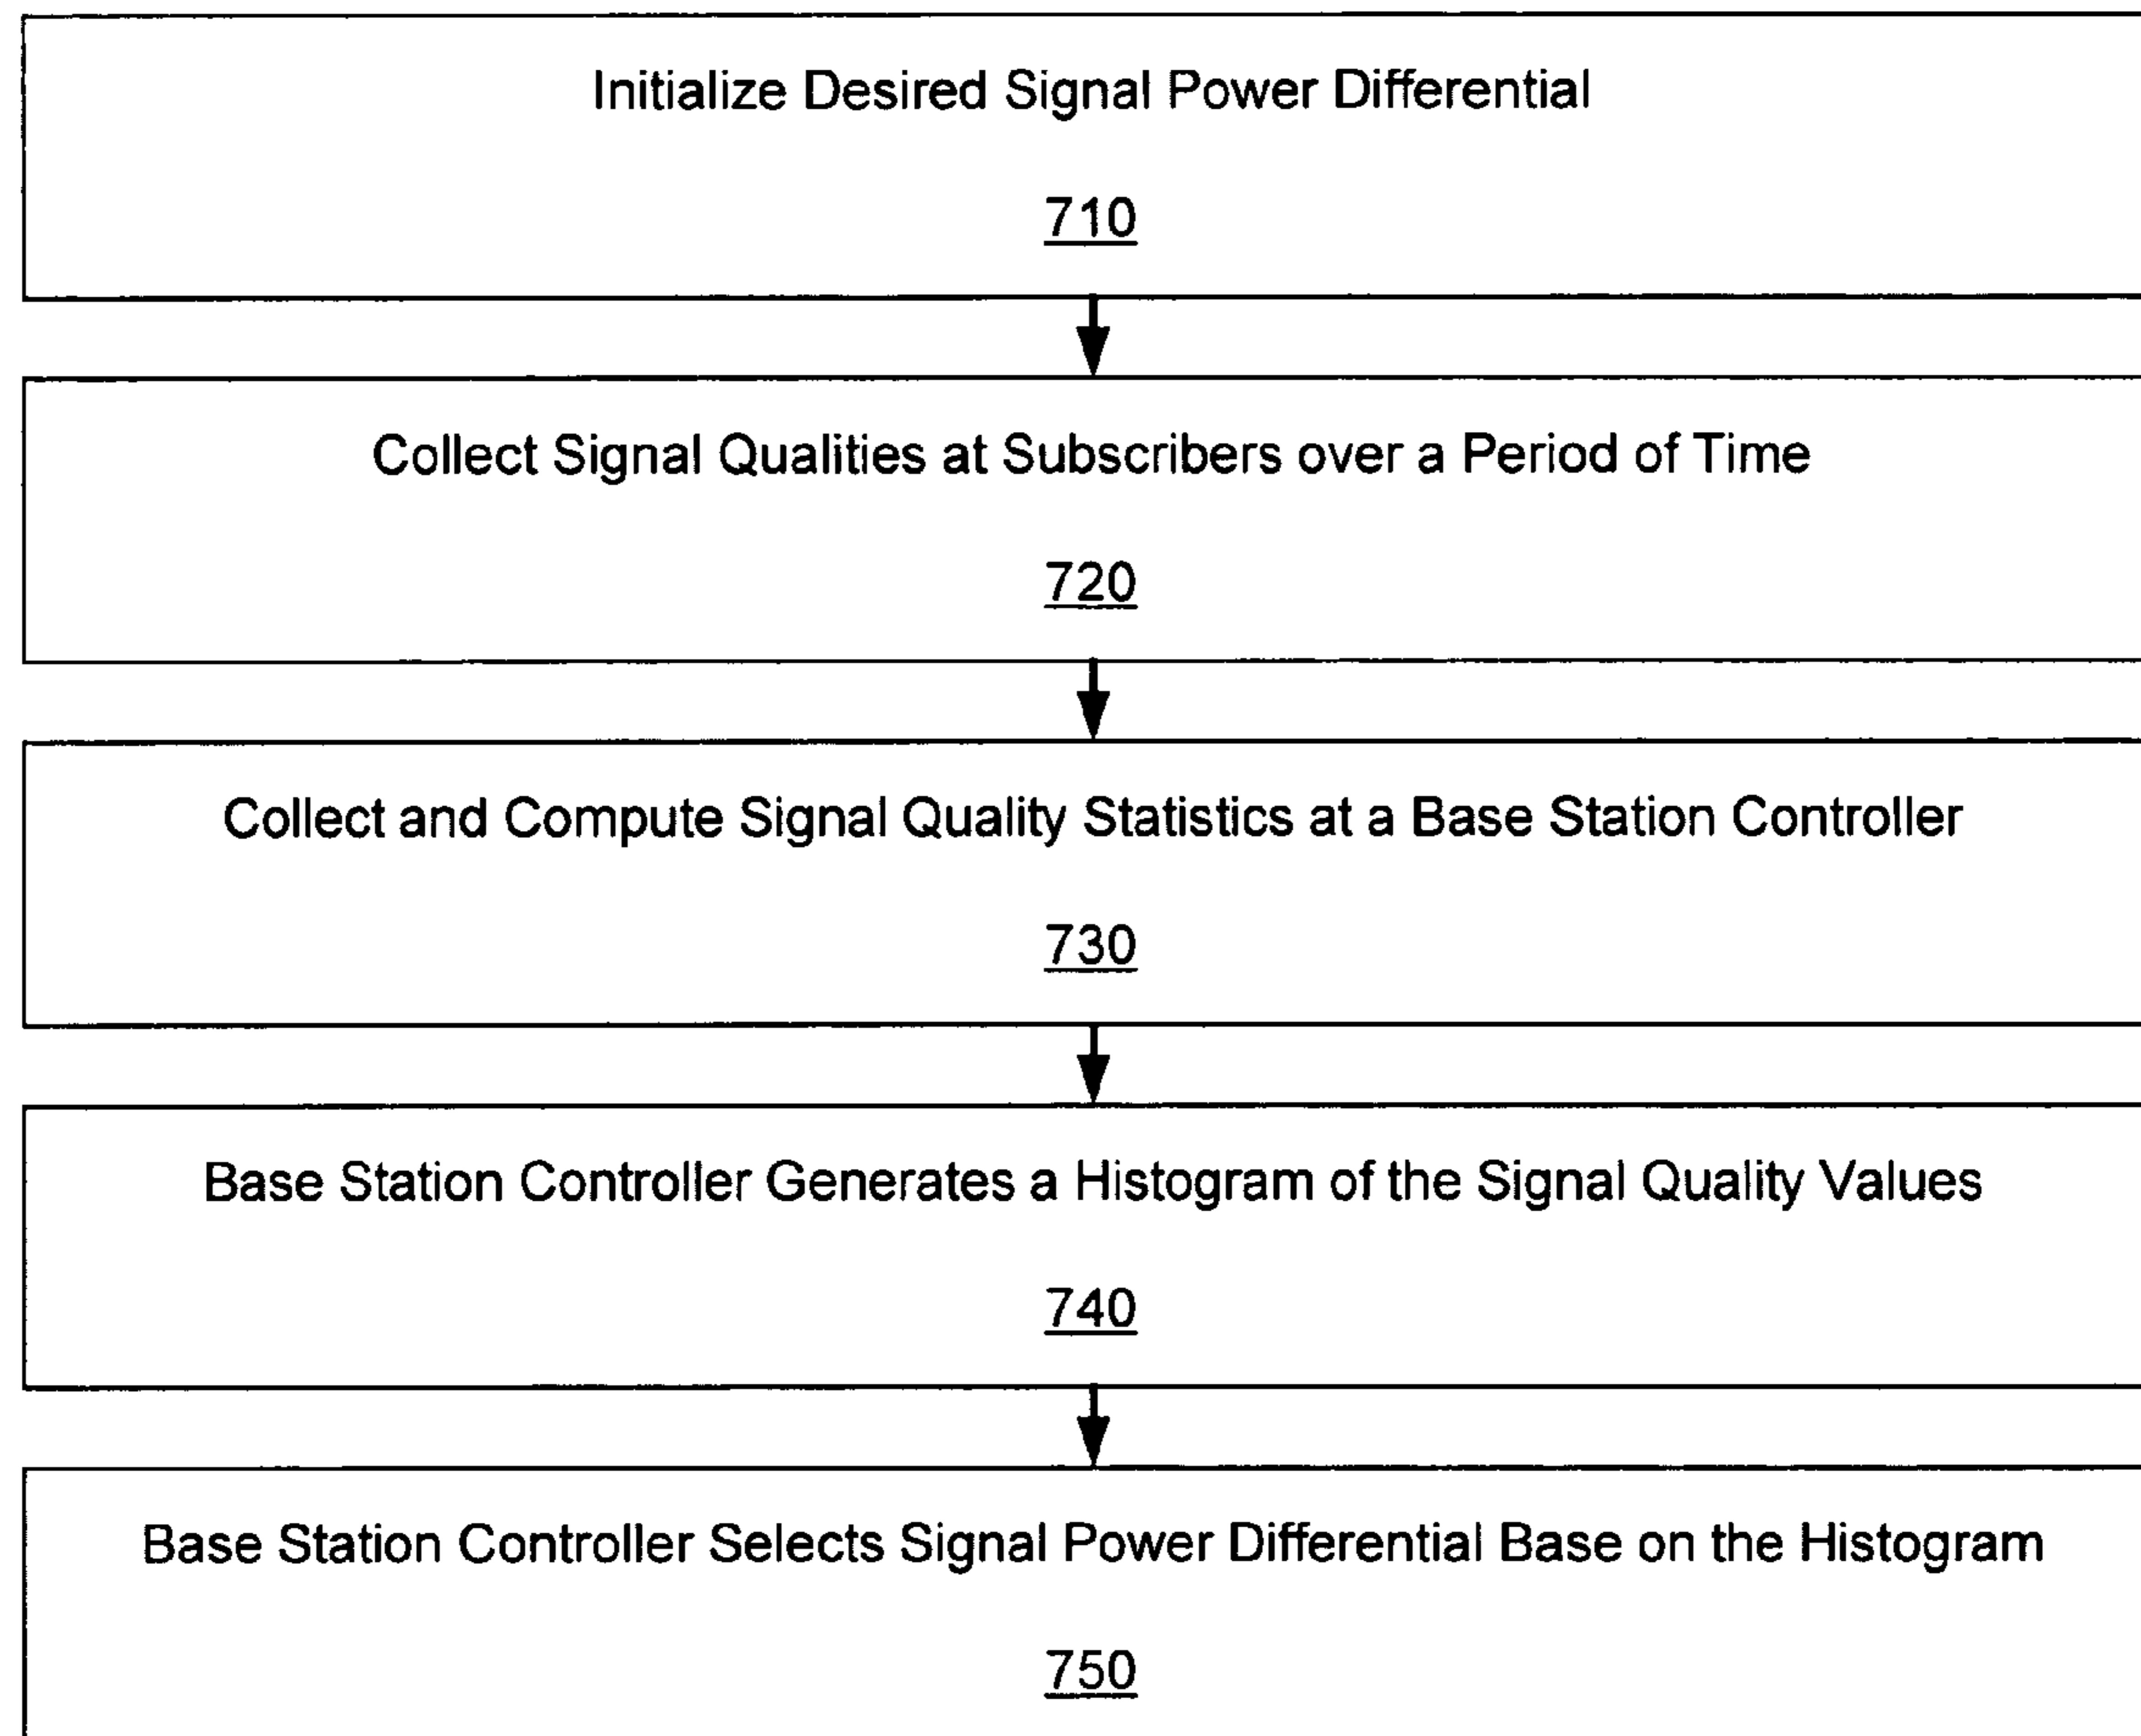 Initialize Desired Signal Power Differential
710
Collect Signal Qualities at Subscribers over a Period of Time
720
Collect and Compute Signal Quality Statistics at a Base Station Controller
730
Base Station Controller Generates a Histogram of the Signal Quality Values
740
Base Station Controller Selects Signal Power Differential Base on the Histogram
750